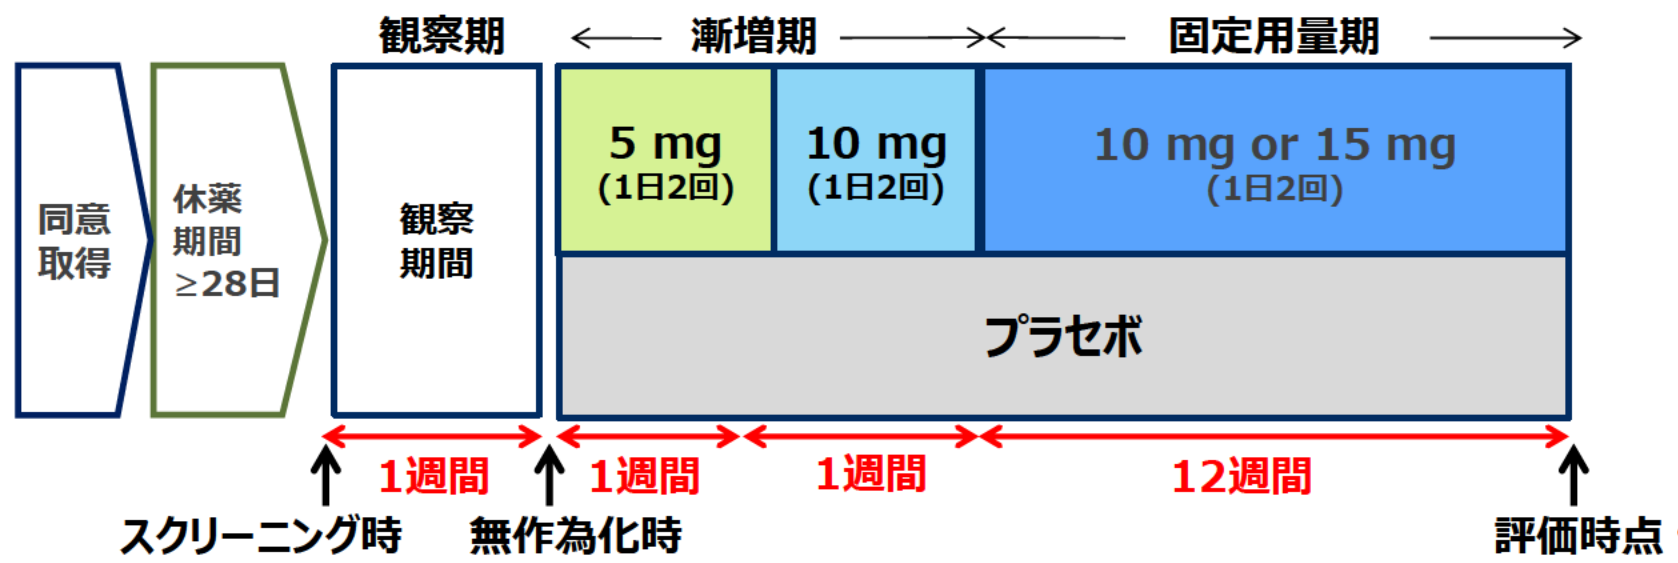 観察期
漸増期
固定用量期
同意
取得
休薬
期間
≥28日
観察
期間
5 mg
(1日2回)
10 mg
(1日2回)
10 mg or 15 mg
(1日2回)
プラセボ
1週間
1週間
1週間
12週間
スクリーニング時
無作為化時
評価時点